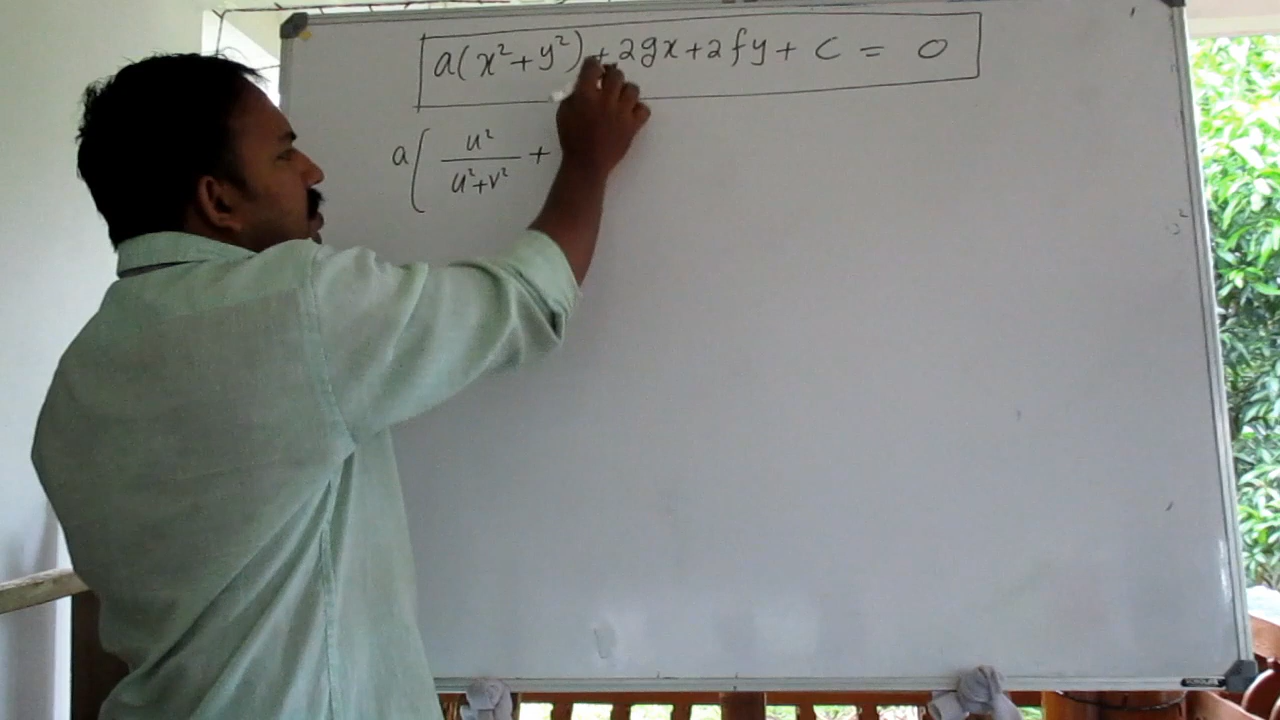 a(x²+y²)+2gx+2fy+c = 0
a( u²/u²+v² +